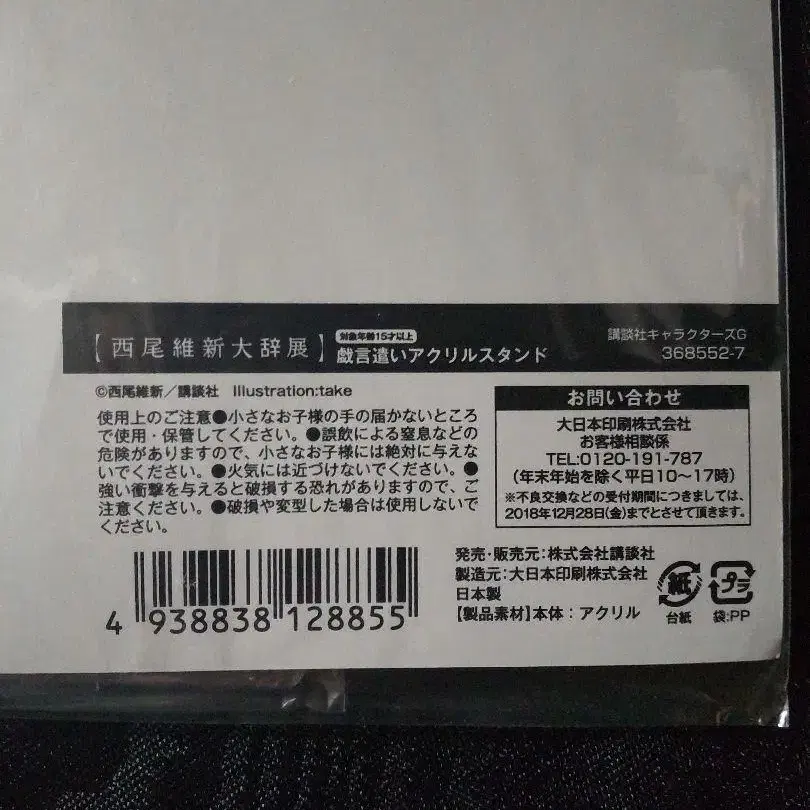 【西尾維新大辞展】
対象年齢15才以上
戯言遣いアクリルスタンド
講談社キャラクターズG
368552-7
©西尾維新／講談社 Illustration:take
使用上のご注意●小さなお子様の手の届かないところ
で使用・保管してください。●誤飲による窒息などの
危険がありますので、小さなお子様には絶対に与えな
いでください。●火気には近づけないでください。●
強い衝撃を与えると破損する恐れがありますので、ご
注意ください。●破損や変型した場合は使用しないで
ください。
お問い合わせ
大日本印刷株式会社
お客様相談係
TEL:0120-191-787
（年末年始を除く平日10～17時）
※不良交換などの受付期間につきましては、
2018年12月28日(金)までとさせて頂きます。
4 938838 128855
発売・販売元：株式会社講談社
製造元：大日本印刷株式会社
日本製
【製品素材】本体：アクリル
紙
台紙
プラ
袋:PP